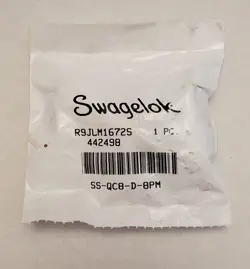 Swagelok
R9JLM1672S 1 PC.
442498
SS-QC8-D-8PM